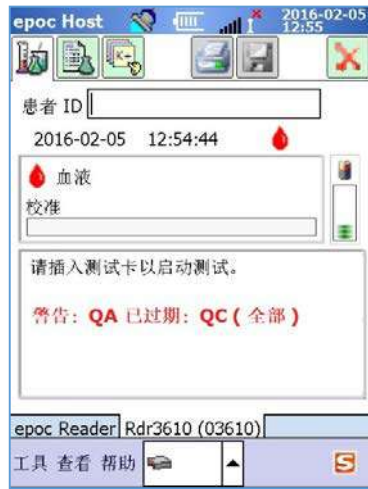 epoc Host 2016-02-05
12:55
K+
患者 ID
2016-02-05 12:54:44
血液
校准
请插入测试卡以启动测试。
警告: QA 已过期: QC ( 全部 )
epoc Reader Rdr3610 (03610)
工具 查看 帮助
S